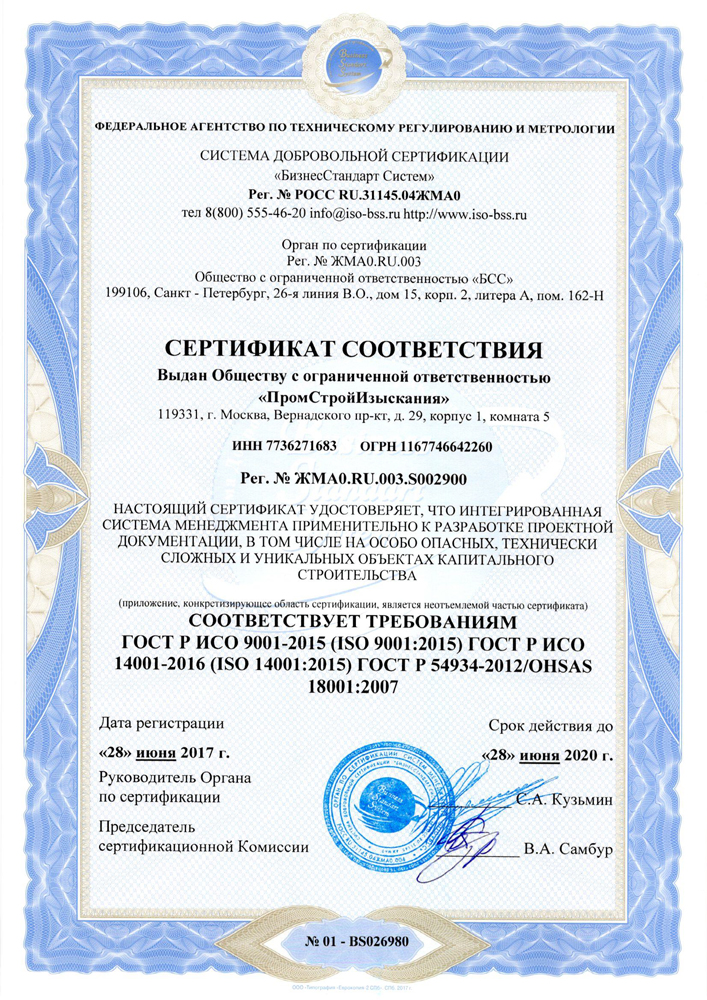 Business
Standart
System
ФЕДЕРАЛЬНОЕ АГЕНТСТВО ПО ТЕХНИЧЕСКОМУ РЕГУЛИРОВАНИЮ И МЕТРОЛОГИИ
СИСТЕМА ДОБРОВОЛЬНОЙ СЕРТИФИКАЦИИ
«БизнесСтандарт Систем»
Рег. № РОСС RU.31145.04ЖМА0
тел 8(800) 555-46-20 info@iso-bss.ru http://www.iso-bss.ru
Орган по сертификации
Рег. № ЖМА0.RU.003
Общество с ограниченной ответственностью «БСС»
199106, Санкт - Петербург, 26-я линия В.О., дом 15, корп. 2, литера А, пом. 162-Н
СЕРТИФИКАТ СООТВЕТСТВИЯ
Выдан Обществу с ограниченной ответственностью
«ПромСтройИзыскания»
119331, г. Москва, Вернадского пр-кт, д. 29, корпус 1, комната 5
ИНН 7736271683 ОГРН 1167746642260
Рег. № ЖМА0.RU.003.S002900
НАСТОЯЩИЙ СЕРТИФИКАТ УДОСТОВЕРЯЕТ, ЧТО ИНТЕГРИРОВАННАЯ
СИСТЕМА МЕНЕДЖМЕНТА ПРИМЕНИТЕЛЬНО К РАЗРАБОТКЕ ПРОЕКТНОЙ
ДОКУМЕНТАЦИИ, В ТОМ ЧИСЛЕ НА ОСОБО ОПАСНЫХ, ТЕХНИЧЕСКИ
СЛОЖНЫХ И УНИКАЛЬНЫХ ОБЪЕКТАХ КАПИТАЛЬНОГО
СТРОИТЕЛЬСТВА
(приложение, конкретизирующее область сертификации, является неотъемлемой частью сертификата)
СООТВЕТСТВУЕТ ТРЕБОВАНИЯМ
ГОСТ Р ИСО 9001-2015 (ISO 9001:2015) ГОСТ Р ИСО
14001-2016 (ISO 14001:2015) ГОСТ Р 54934-2012/OHSAS
18001:2007
Дата регистрации
Срок действия до
«28» июня 2017 г.
«28» июня 2020 г.
Руководитель Органа
по сертификации
С.А. Кузьмин
Председатель
сертификационной Комиссии
В.А. Самбур
Business
Standart
System
№ 01 - BS026980